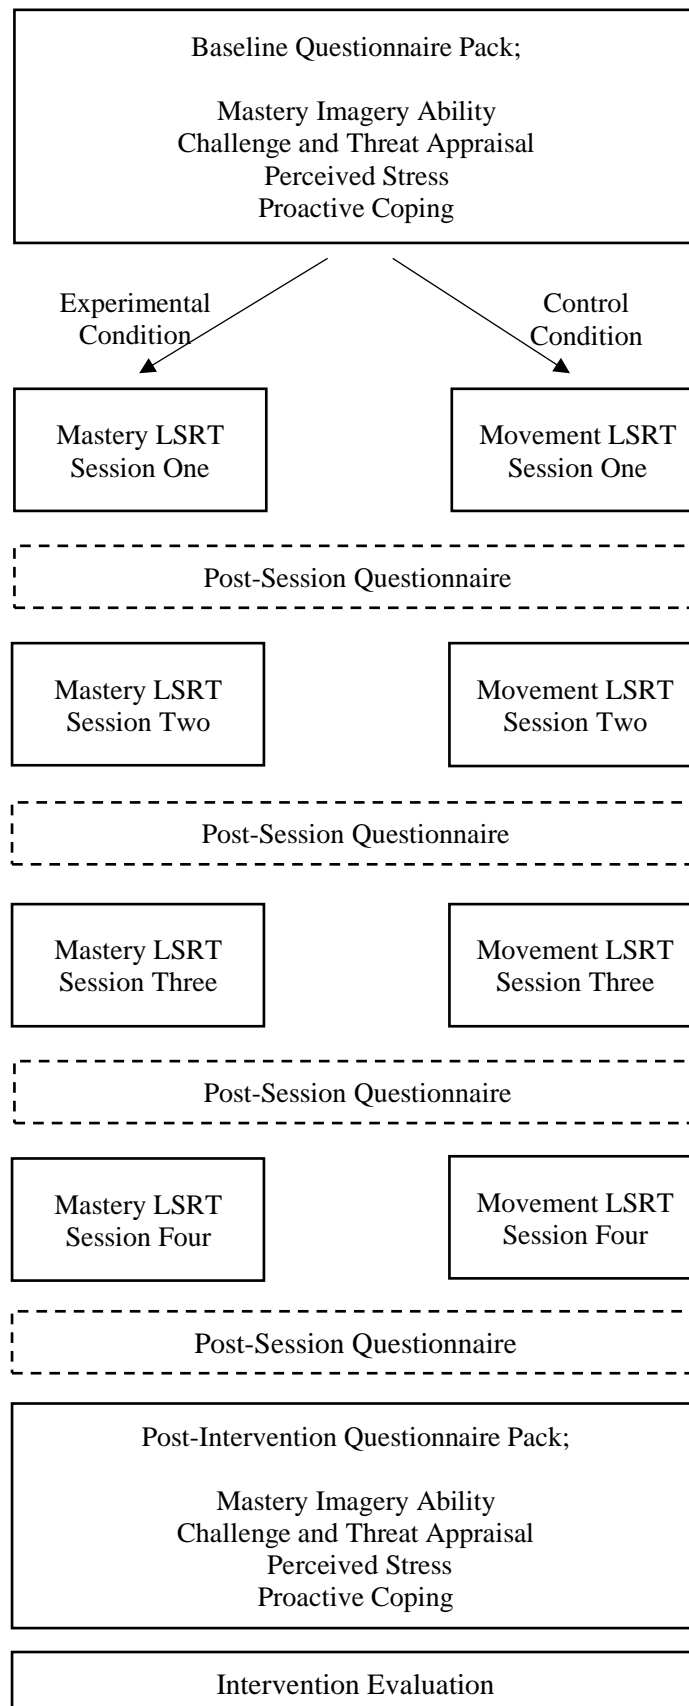 Baseline Questionnaire Pack;
Mastery Imagery Ability
Challenge and Threat Appraisal
Perceived Stress
Proactive Coping
Experimental
Condition
Control
Condition
Mastery LSRT
Session One
Movement LSRT
Session One
Post-Session Questionnaire
Mastery LSRT
Session Two
Movement LSRT
Session Two
Post-Session Questionnaire
Mastery LSRT
Session Three
Movement LSRT
Session Three
Post-Session Questionnaire
Mastery LSRT
Session Four
Movement LSRT
Session Four
Post-Session Questionnaire
Post-Intervention Questionnaire Pack;
Mastery Imagery Ability
Challenge and Threat Appraisal
Perceived Stress
Proactive Coping
Intervention Evaluation